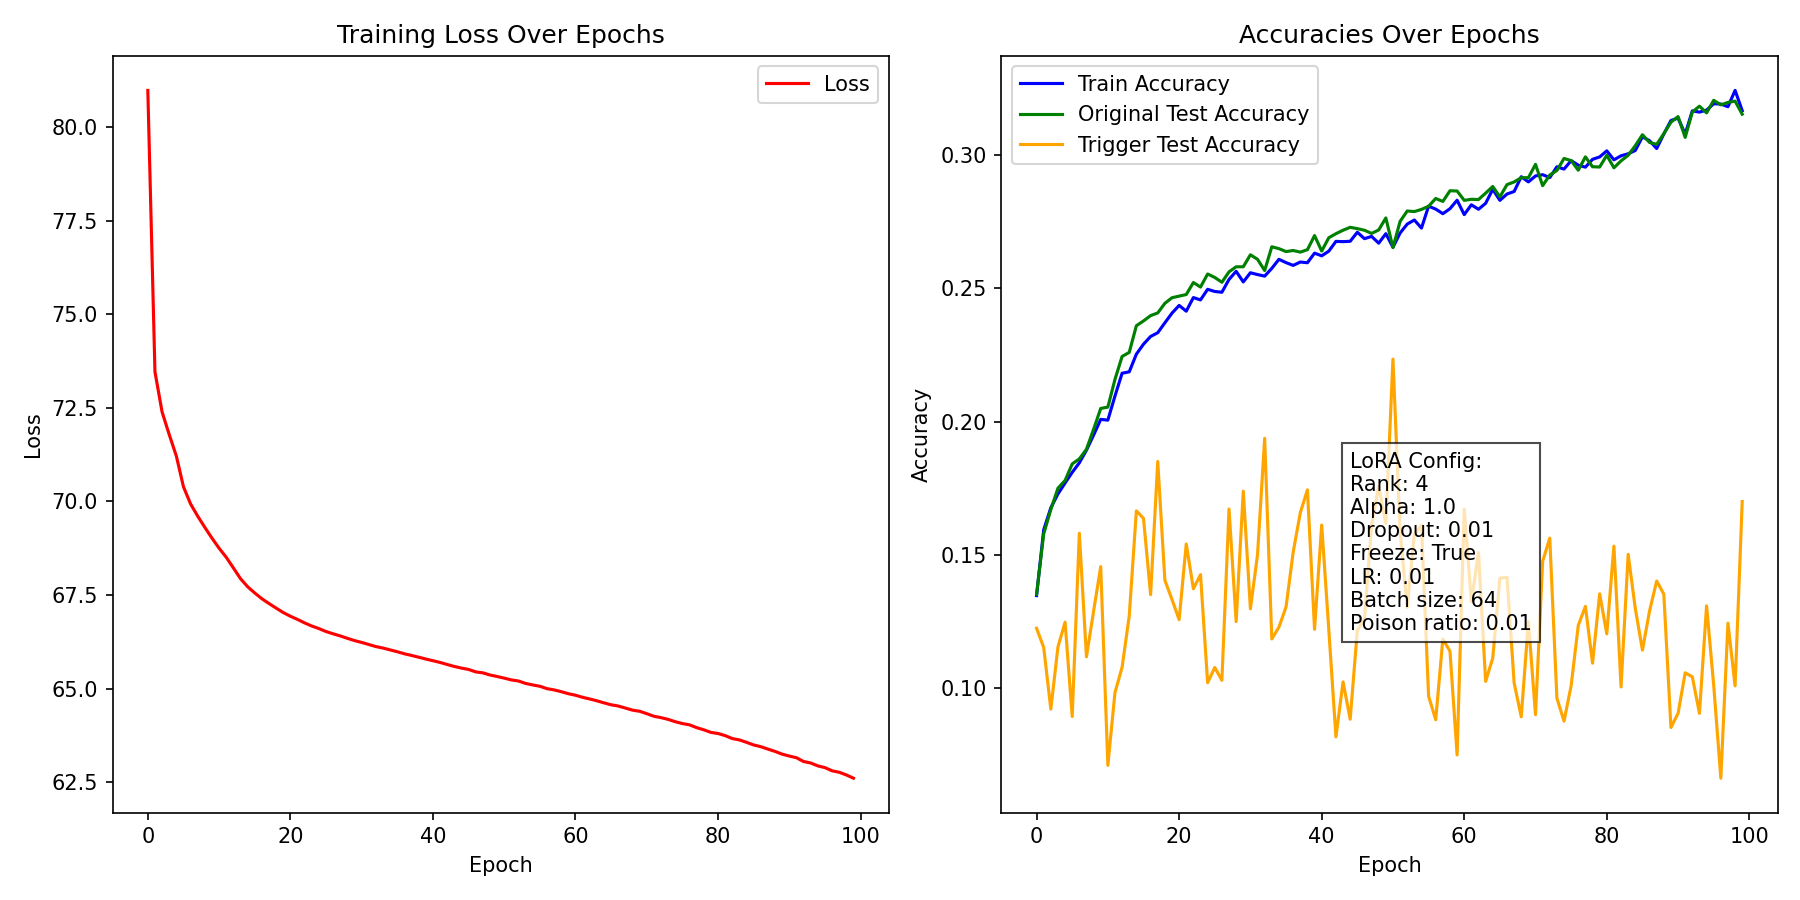 Training Loss Over Epochs
Loss
80.0
77.5
75.0
72.5
70.0
67.5
65.0
62.5
Loss
0
20
40
60
80
100
Epoch
Accuracies Over Epochs
Train Accuracy
Original Test Accuracy
Trigger Test Accuracy
0.30
0.25
0.20
0.15
0.10
Accuracy
LoRA Config:
Rank: 4
Alpha: 1.0
Dropout: 0.01
Freeze: True
LR: 0.01
Batch size: 64
Poison ratio: 0.01
0
20
40
60
80
100
Epoch